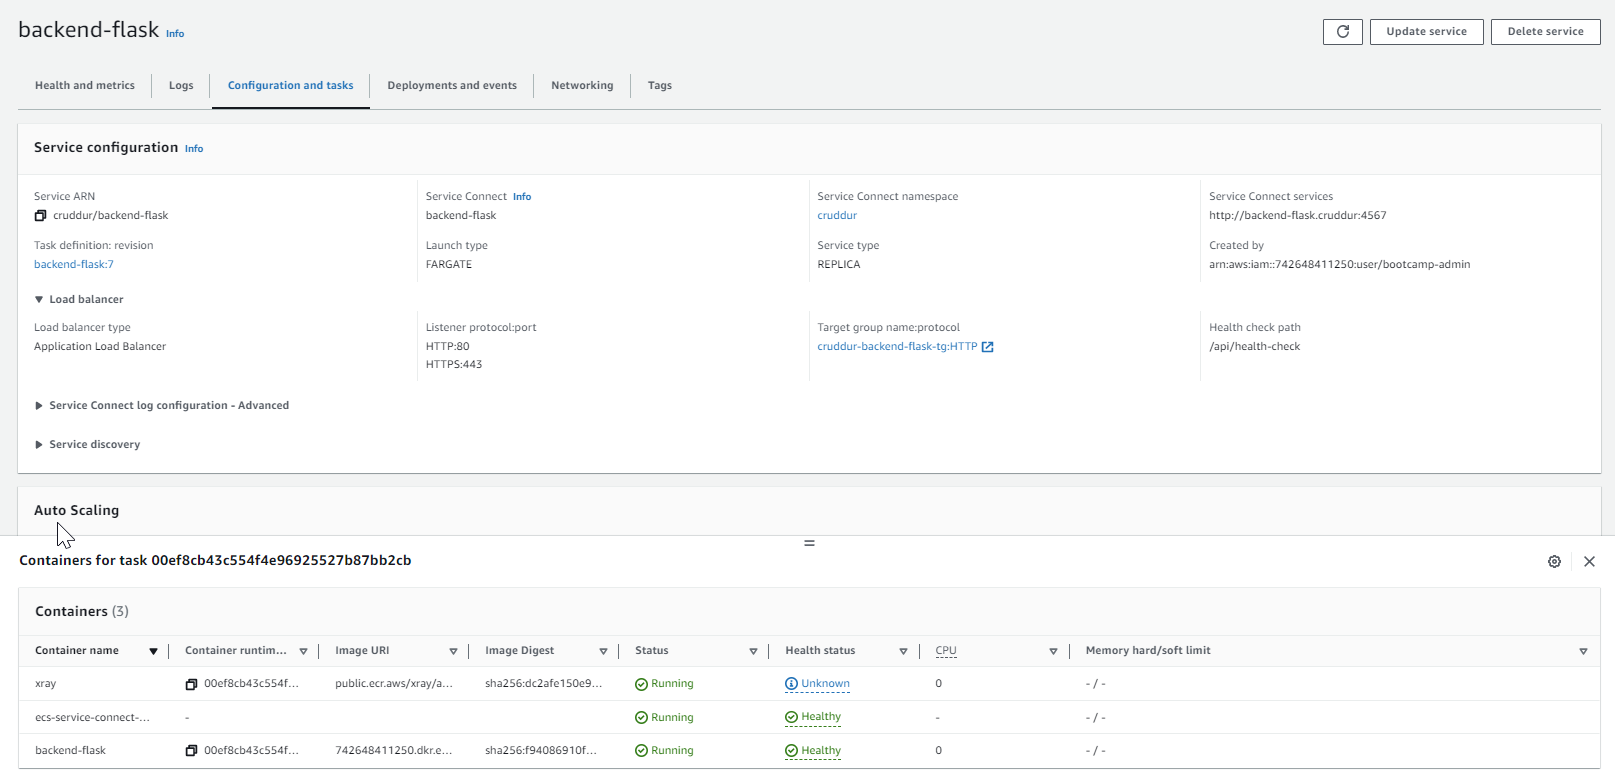 backend-flask Info
Update service
Delete service
Health and metrics
Logs
Configuration and tasks
Deployments and events
Networking
Tags
Service configuration Info
Service ARN
cruddur/backend-flask
Service Connect Info
backend-flask
Service Connect namespace
cruddur
Service Connect services
http://backend-flask.cruddur:4567
Task definition: revision
backend-flask:7
Launch type
FARGATE
Service type
REPLICA
Created by
arn:aws:iam::742648411250:user/bootcamp-admin
Load balancer
Load balancer type
Application Load Balancer
Listener protocol:port
HTTP:80
HTTPS:443
Target group name:protocol
cruddur-backend-flask-tg:HTTP
Health check path
/api/health-check
Service Connect log configuration - Advanced
Service discovery
Auto Scaling
Containers for task 00ef8cb43c554f4e96925527b87bb2cb
Containers (3)
Container name Container runtim... Image URI Image Digest Status Health status CPU Memory hard/soft limit
xray 00ef8cb43c554f... public.ecr.aws/xray/a... sha256:dc2afe150e9... Running Unknown 0 - / -
ecs-service-connect-... - Running Healthy - - / -
backend-flask 00ef8cb43c554f... 742648411250.dkr.e... sha256:f94086910f... Running Healthy 0 - / -